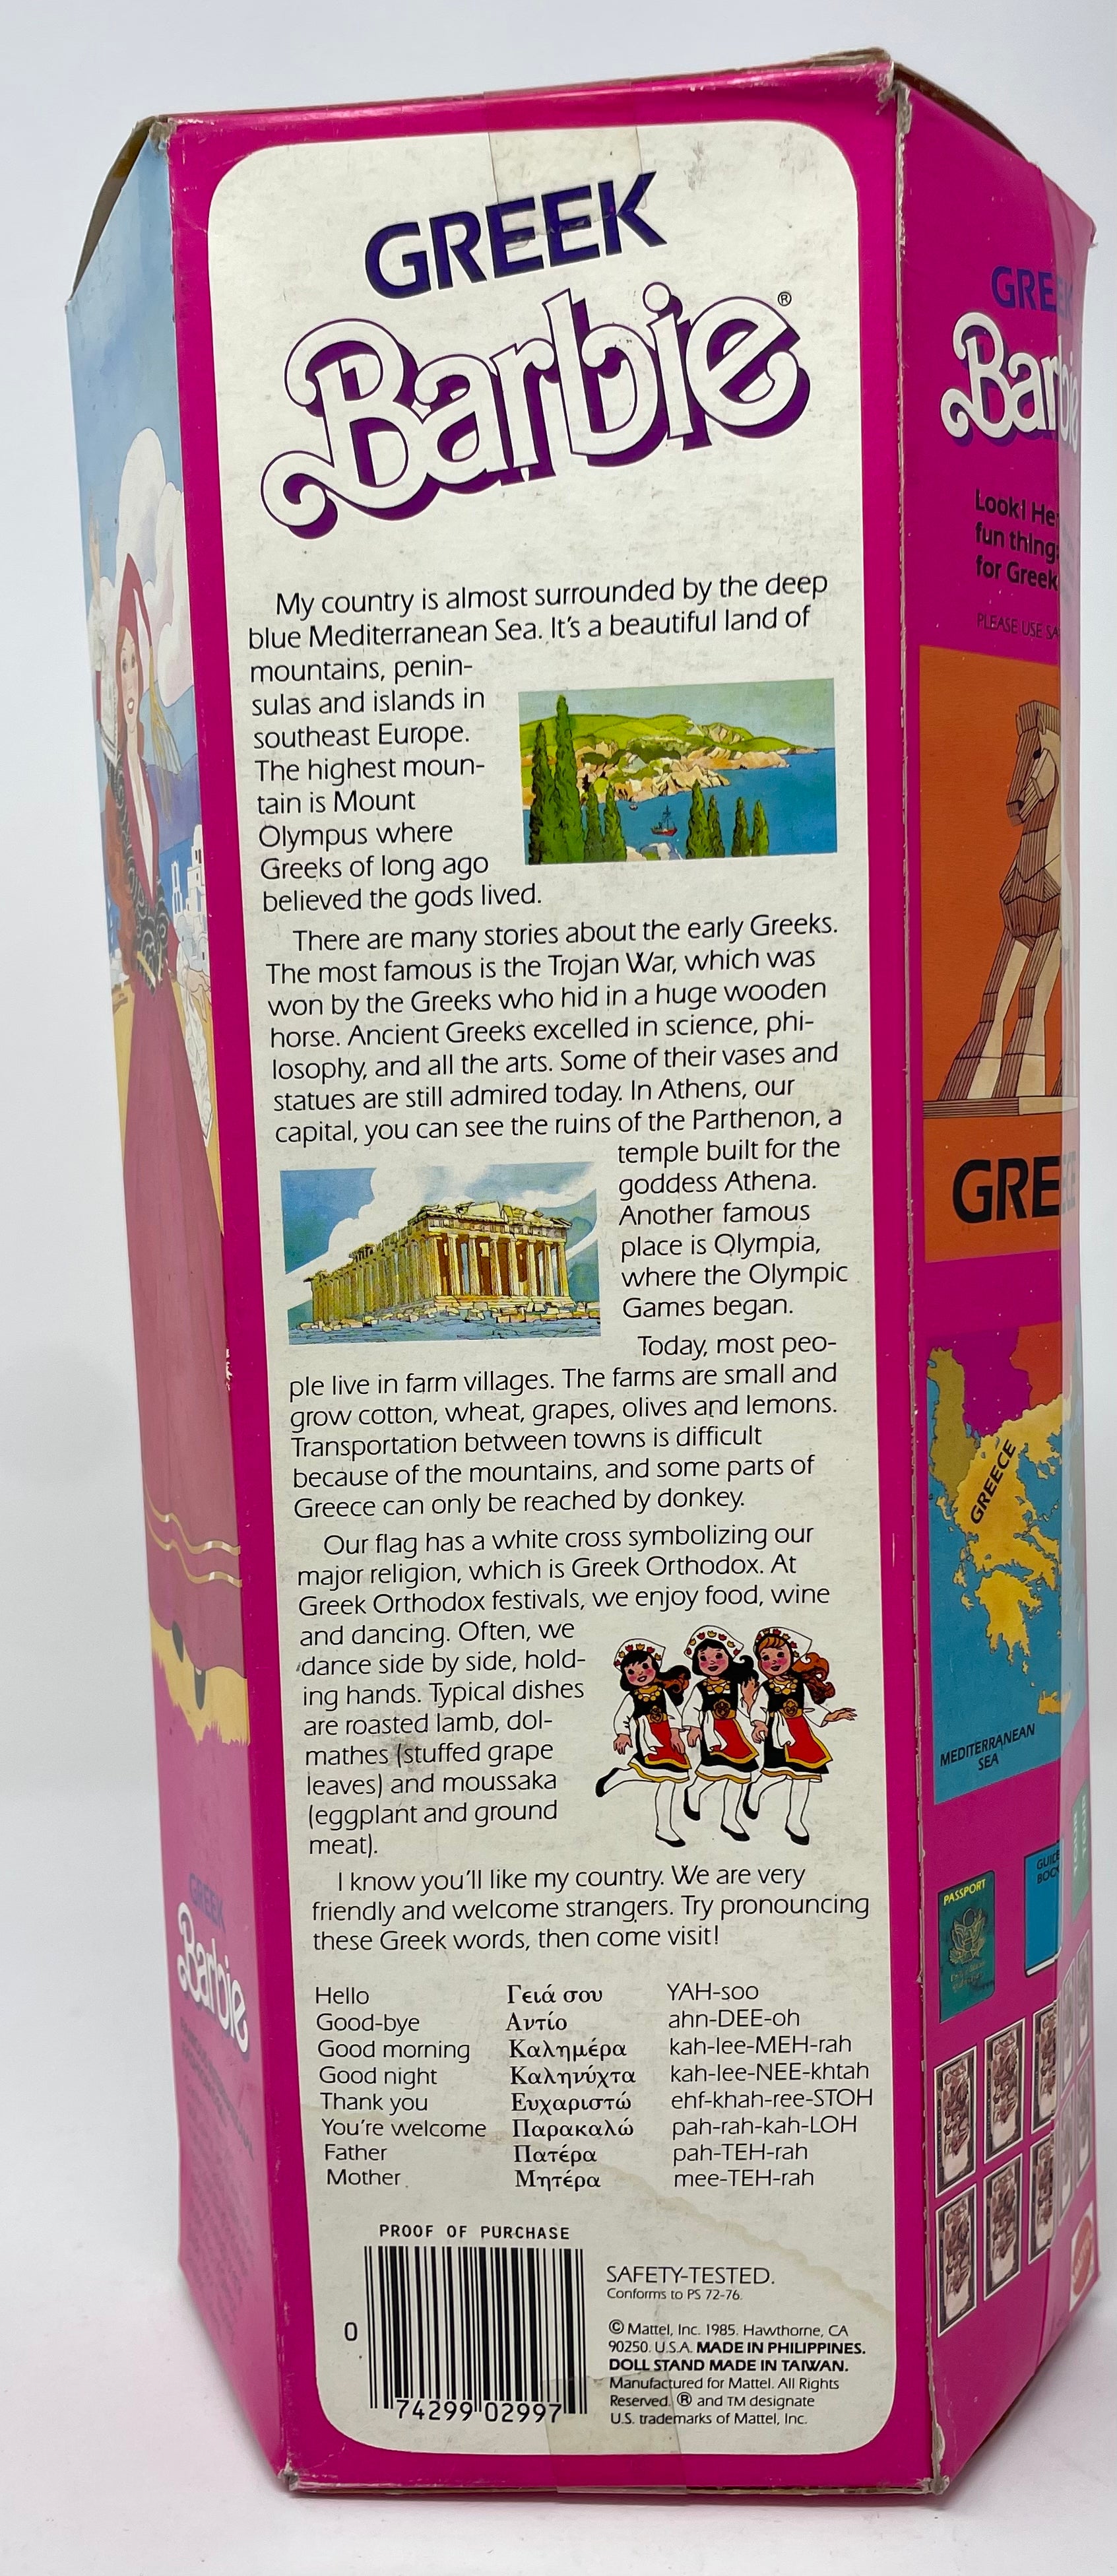 GREEK
Barbie®
My country is almost surrounded by the deep
blue Mediterranean Sea. It's a beautiful land of
mountains, penin-
sulas and islands in
southeast Europe.
The highest moun-
tain is Mount
Olympus where
Greeks of long ago
believed the gods lived.
There are many stories about the early Greeks.
The most famous is the Trojan War, which was
won by the Greeks who hid in a huge wooden
horse. Ancient Greeks excelled in science, phi-
losophy, and all the arts. Some of their vases and
statues are still admired today. In Athens, our
capital, you can see the ruins of the Parthenon, a
temple built for the
goddess Athena.
Another famous
place is Olympia,
where the Olympic
Games began.
Today, most peo-
ple live in farm villages. The farms are small and
grow cotton, wheat, grapes, olives and lemons.
Transportation between towns is difficult
because of the mountains, and some parts of
Greece can only be reached by donkey.
Our flag has a white cross symbolizing our
major religion, which is Greek Orthodox. At
Greek Orthodox festivals, we enjoy food, wine
and dancing. Often, we
dance side by side, hold-
ing hands. Typical dishes
are roasted lamb, dol-
mathes (stuffed grape
leaves) and moussaka
(eggplant and ground
meat).
I know you'll like my country. We are very
friendly and welcome strangers. Try pronouncing
these Greek words, then come visit!
Hello Γειά σου YAH-soo
Good-bye Αντίο ahn-DEE-oh
Good morning Καλημέρα kah-lee-MEH-rah
Good night Καληνύχτα kah-lee-NEE-khtah
Thank you Ευχαριστώ ehf-khah-ree-STOH
You're welcome Παρακαλώ pah-rah-kah-LOH
Father Πατέρα pah-TEH-rah
Mother Μητέρα mee-TEH-rah
PROOF OF PURCHASE
0 74299 02997
SAFETY-TESTED.
Conforms to PS 72-76.
© Mattel, Inc. 1985. Hawthorne, CA
90250. U.S.A. MADE IN PHILIPPINES.
DOLL STAND MADE IN TAIWAN.
Manufactured for Mattel. All Rights
Reserved. ® and TM designate
U.S. trademarks of Mattel, Inc.
GREEK
Barbie
GREEK
Barbie
Look! He
fun thing
for Greek
PLEASE USE SA
GRE
GREECE
MEDITERRANEAN
SEA
PASSPORT
GUIDE
BOO